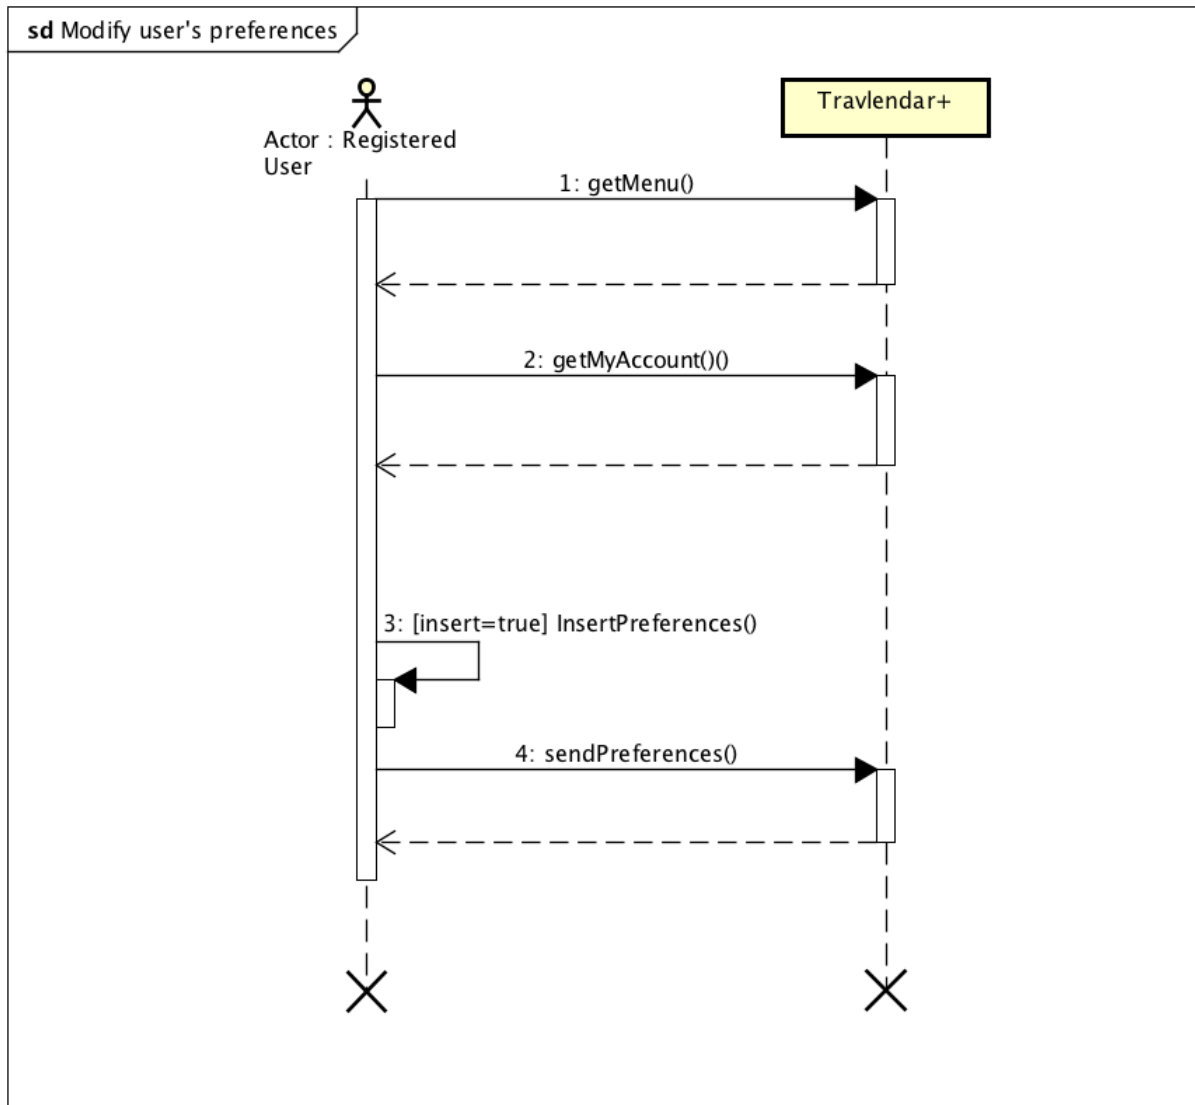 sd Modify user's preferences
Travlendar+
Actor : Registered
User
1: getMenu()
2: getMyAccount()()
3: [insert=true] InsertPreferences()
4: sendPreferences()